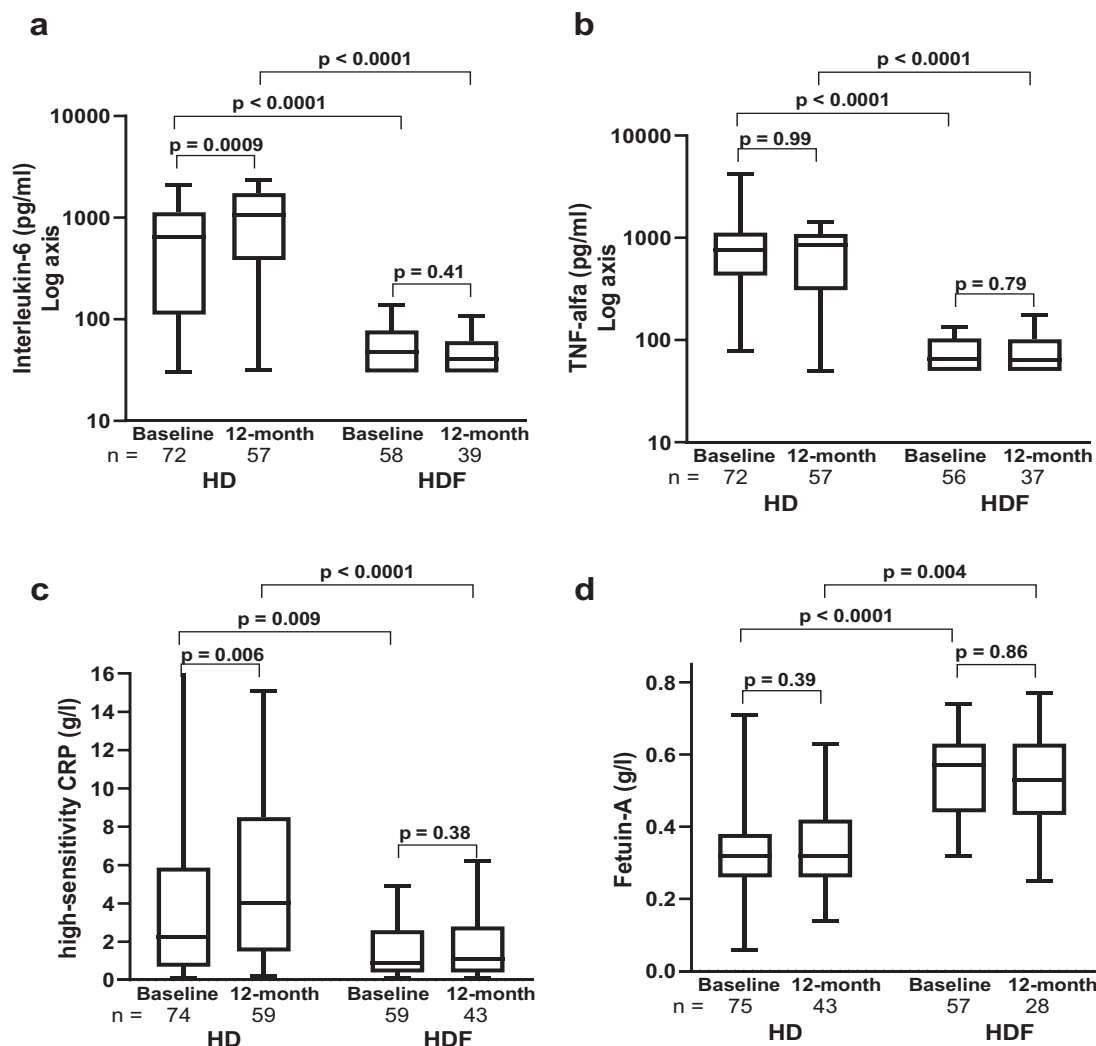 a
p < 0.0001
p < 0.0001
p = 0.0009
p = 0.41
10000
1000
100
10
Interleukin-6 (pg/ml)
Log axis
Baseline 12-month Baseline 12-month
n = 72 57 58 39
HD HDF
b
p < 0.0001
p < 0.0001
p = 0.99
p = 0.79
10000
1000
100
10
TNF-alfa (pg/ml)
Log axis
Baseline 12-month Baseline 12-month
n = 72 57 56 37
HD HDF
c
p < 0.0001
p = 0.009
p = 0.006
p = 0.38
16
14
12
10
8
6
4
2
0
high-sensitivity CRP (g/l)
Baseline 12-month Baseline 12-month
n = 74 59 59 43
HD HDF
d
p = 0.004
p < 0.0001
p = 0.86
p = 0.39
0.8
0.6
0.4
0.2
0.0
Fetuin-A (g/l)
Baseline 12-month Baseline 12-month
n = 75 43 57 28
HD HDF